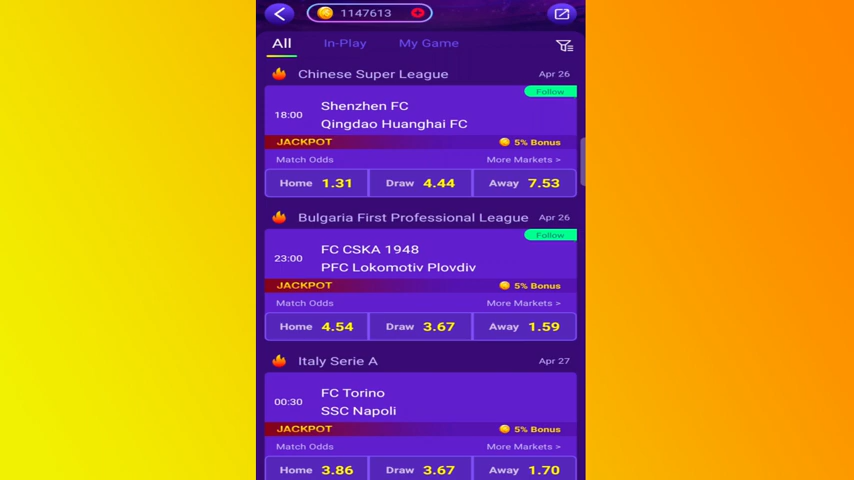 1147613
All In-Play My Game
Chinese Super League Apr 26
Follow
18:00 Shenzhen FC
Qingdao Huanghai FC
JACKPOT 5% Bonus
Match Odds More Markets >
Home 1.31 Draw 4.44 Away 7.53
Bulgaria First Professional League Apr 26
Follow
23:00 FC CSKA 1948
PFC Lokomotiv Plovdiv
JACKPOT 5% Bonus
Match Odds More Markets >
Home 4.54 Draw 3.67 Away 1.59
Italy Serie A Apr 27
00:30 FC Torino
SSC Napoli
JACKPOT 5% Bonus
Match Odds More Markets >
Home 3.86 Draw 3.67 Away 1.70